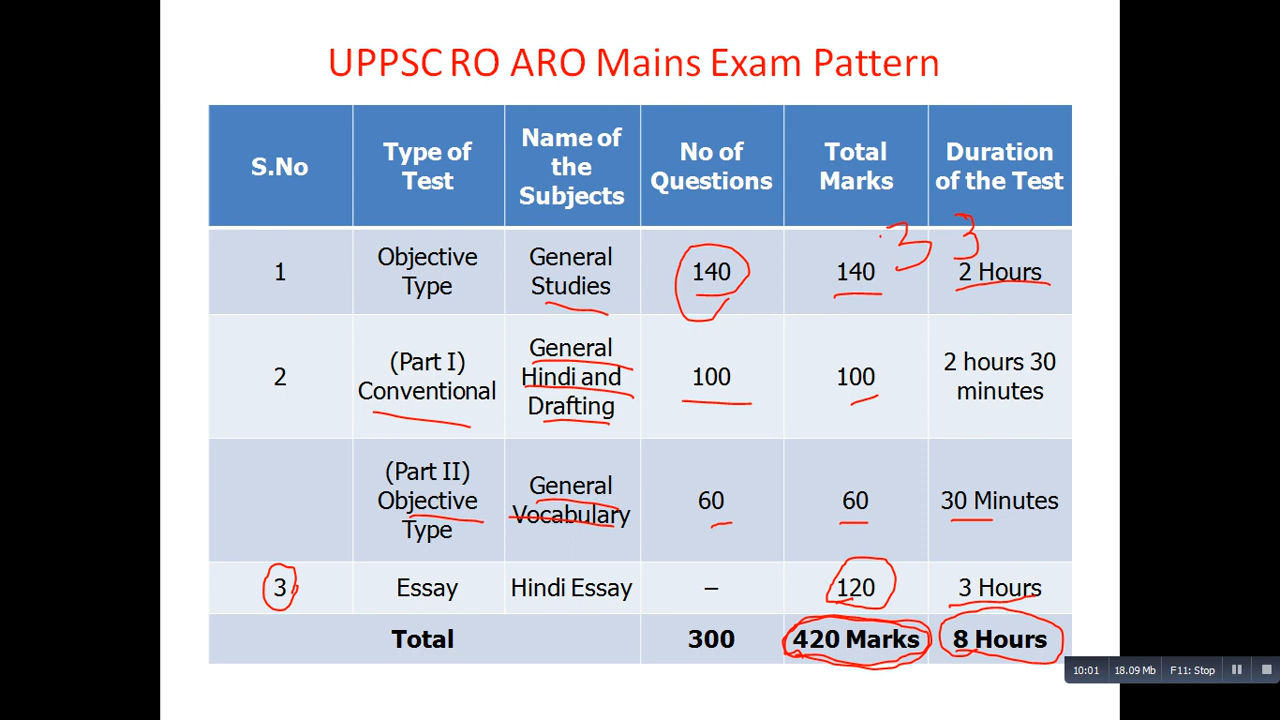 UPPSC RO ARO Mains Exam Pattern
S.No
Type of
Test
Name of
the
Subjects
No of
Questions
Total
Marks
Duration
of the Test
3
3
1
Objective
Type
General
Studies
140
140
2 Hours
2
(Part I)
Conventional
General
Hindi and
Drafting
100
100
2 hours 30
minutes
(Part II)
Objective
Type
General
Vocabulary
60
60
30 Minutes
3
Essay
Hindi Essay
–
120
3 Hours
Total
300
420 Marks
8 Hours
10:01
18.09 Mb
F11: Stop